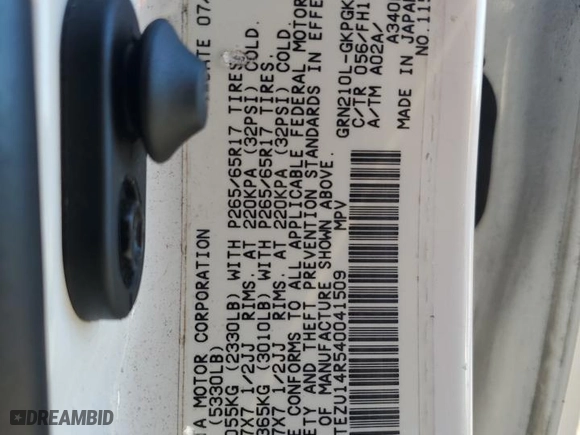 A MOTOR CORPORATION
DATE 07
(5330LB)
055KG (2330LB) WITH P265/65R17 TIRES
7X7 1/2JJ RIMS. AT 220KPA (32PSI) COLD.
365KG (3010LB) WITH P265/65R17 TIRES.
7X7 1/2JJ RIMS. AT 220KPA (32PSI) COLD.
CONFORMS TO ALL APPLICABLE FEDERAL MOTOR
ETY AND THEFT PREVENTION STANDARDS IN EFFE
OF MANUFACTURE SHOWN ABOVE.
TEZU14R540041509 MPV
GRN210L-GKPGK
C/TR 056/FH1
A/TM A02A/ A340
MADE IN JAPAN
NO.115
DREAMBID